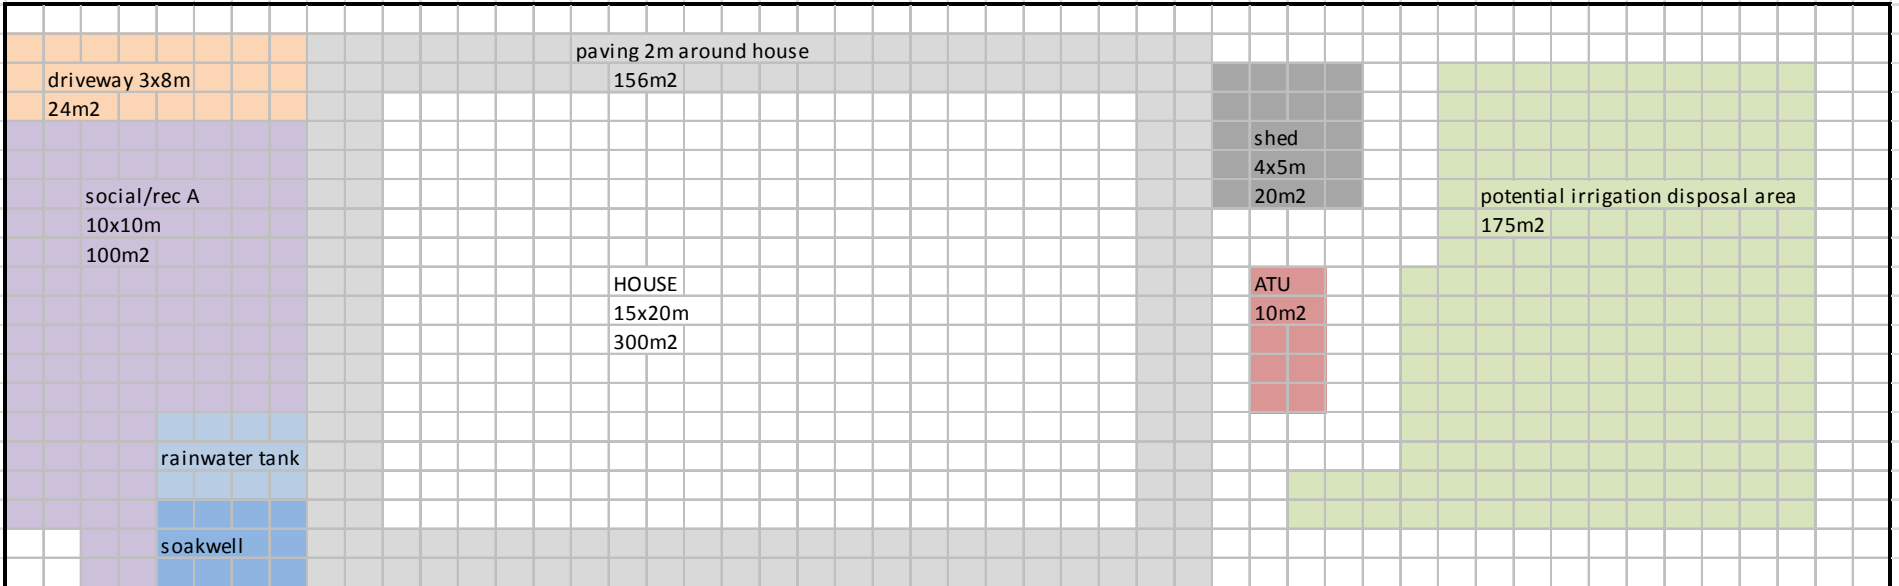 paving 2m around house
156m2
driveway 3x8m
24m2
social/rec A
10x10m
100m2
HOUSE
15x20m
300m2
shed
4x5m
20m2
ATU
10m2
potential irrigation disposal area
175m2
rainwater tank
soakwell